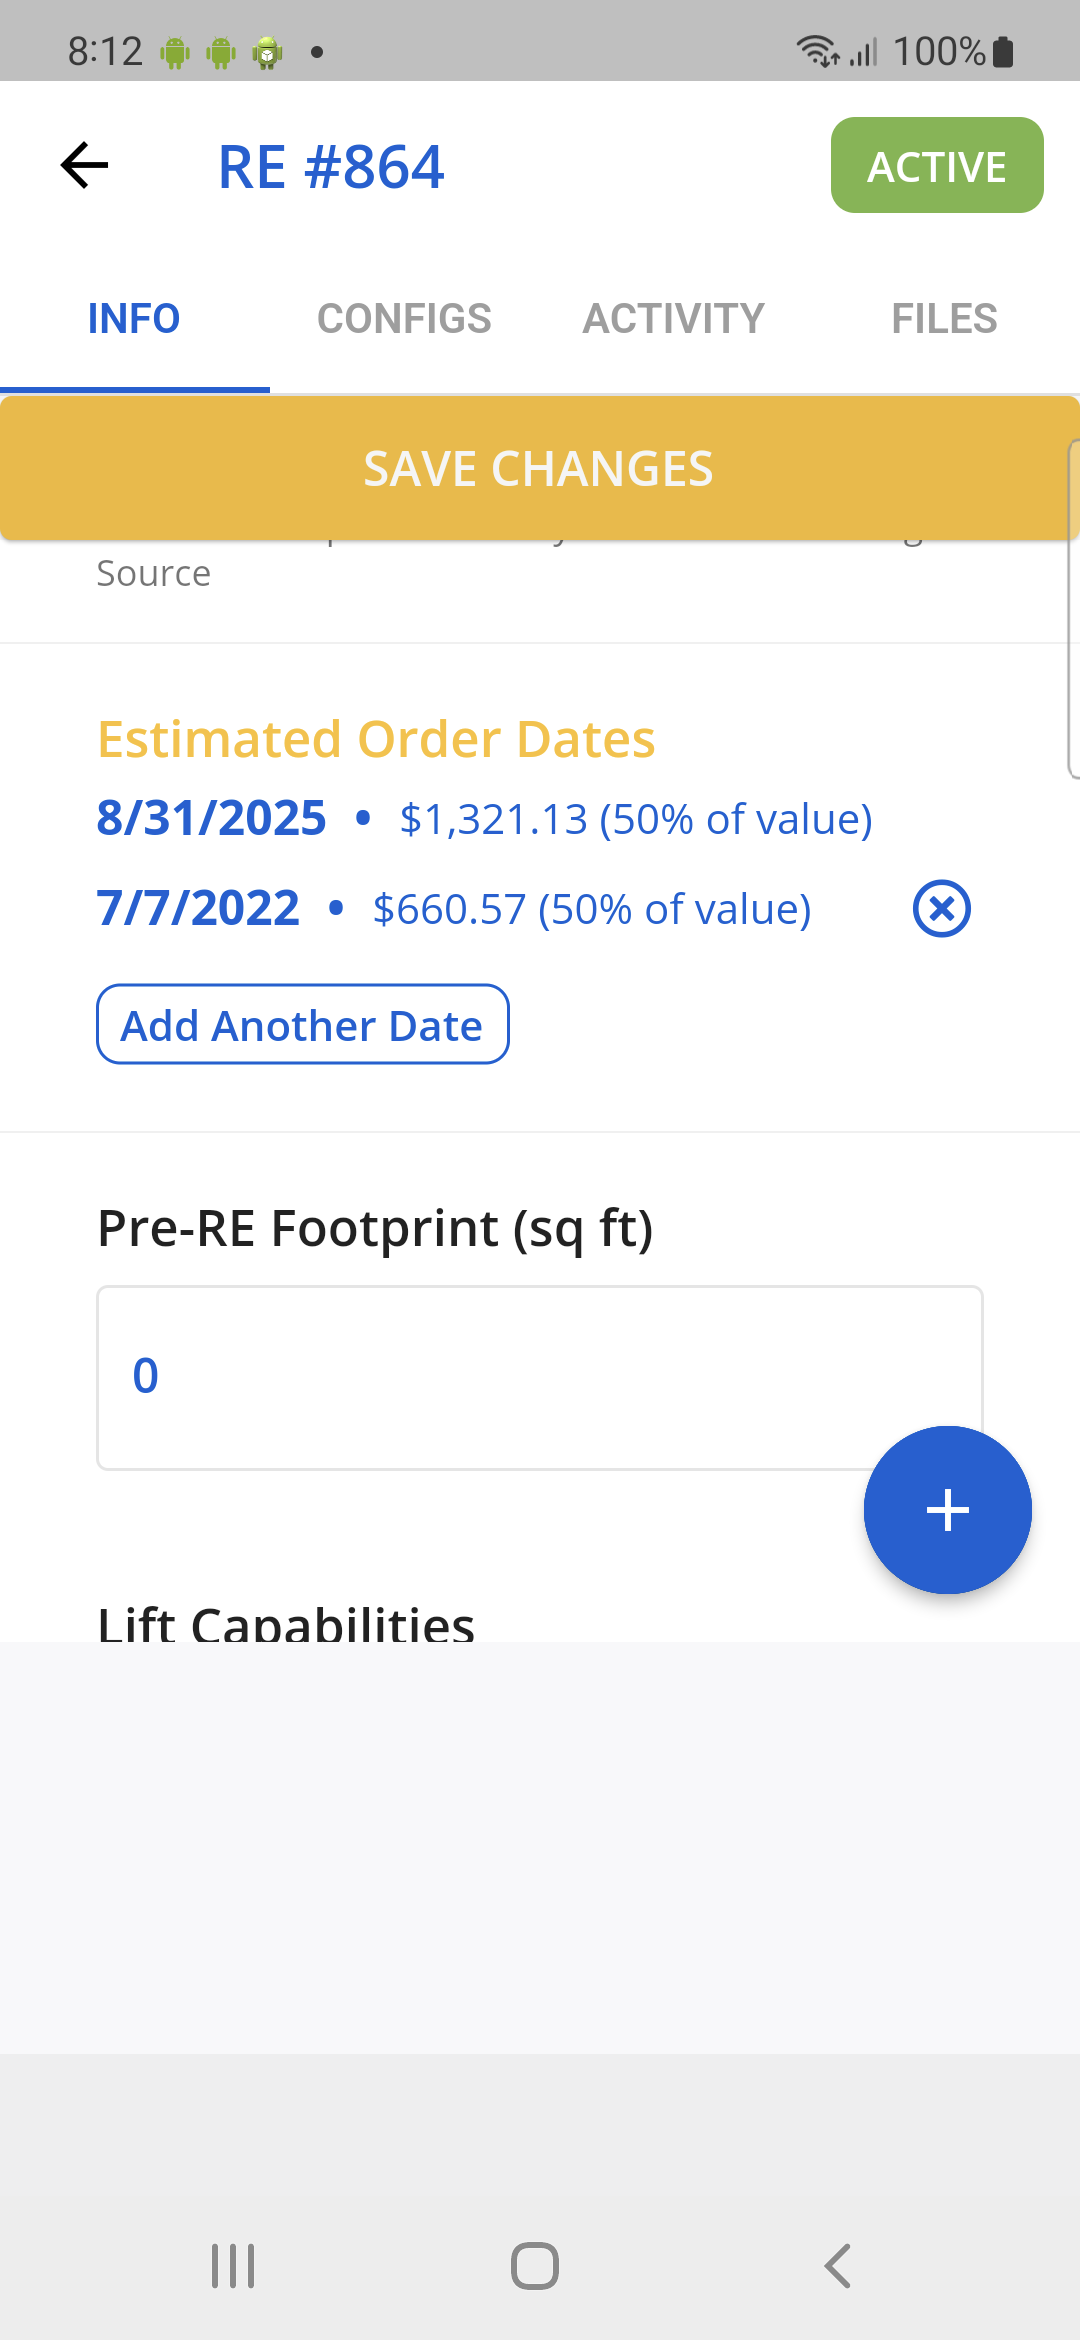 8:12
100%
RE #864
ACTIVE
INFO CONFIGS ACTIVITY FILES
SAVE CHANGES
Source
Estimated Order Dates
8/31/2025 • $1,321.13 (50% of value)
7/7/2022 • $660.57 (50% of value)
Add Another Date
Pre-RE Footprint (sq ft)
0
Lift Capabilities